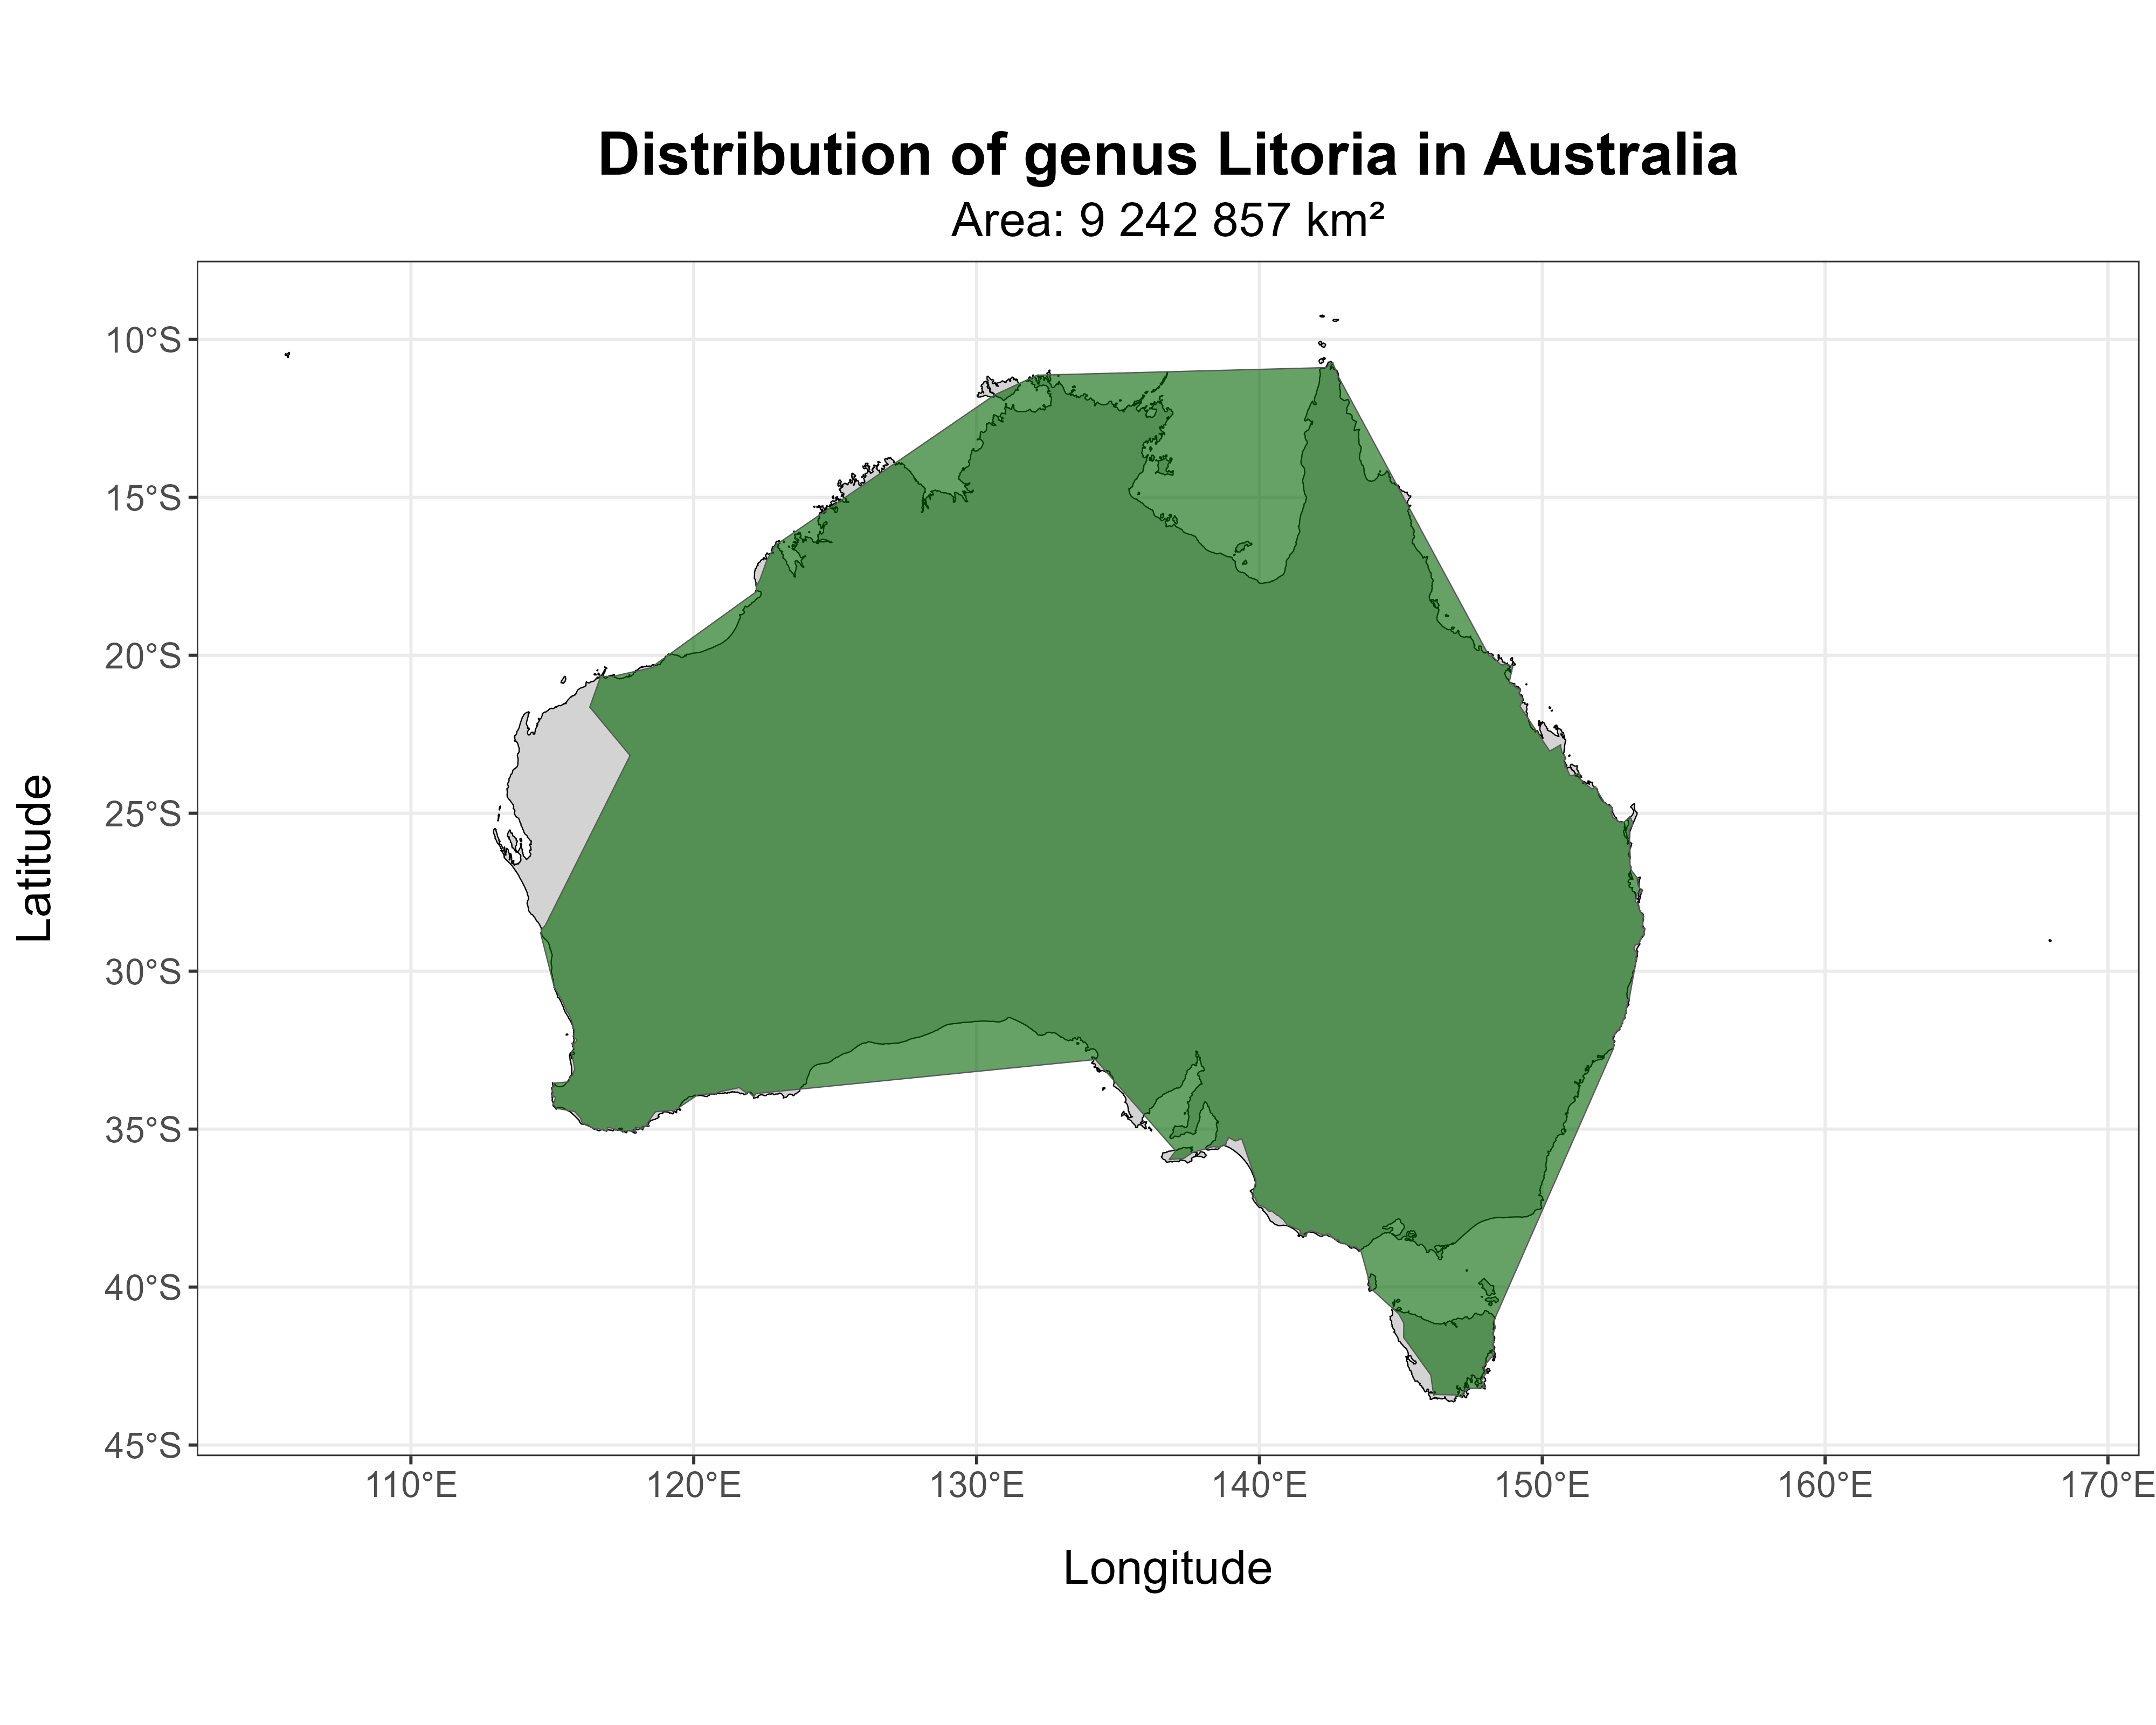 Distribution of genus Litoria in Australia
Area: 9 242 857 km²
10°S
15°S
20°S
25°S
30°S
35°S
40°S
45°S
Latitude
110°E
120°E
130°E
140°E
150°E
160°E
170°E
Longitude